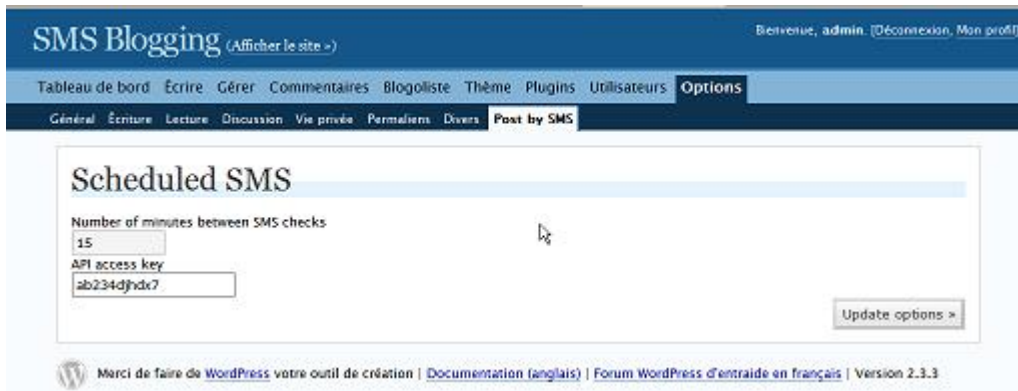 SMS Blogging (Afficher le site »)
Bienvenue, admin. [Déconnexion, Mon profil]
Tableau de bord Écrire Gérer Commentaires Blogoliste Thème Plugins Utilisateurs Options
Général Écriture Lecture Discussion Vie privée Permaliens Divers Post by SMS
Scheduled SMS
Number of minutes between SMS checks
15
API access key
ab234djhdx7
Update options »
Merci de faire de WordPress votre outil de création | Documentation (anglais) | Forum WordPress d'entraide en français | Version 2.3.3